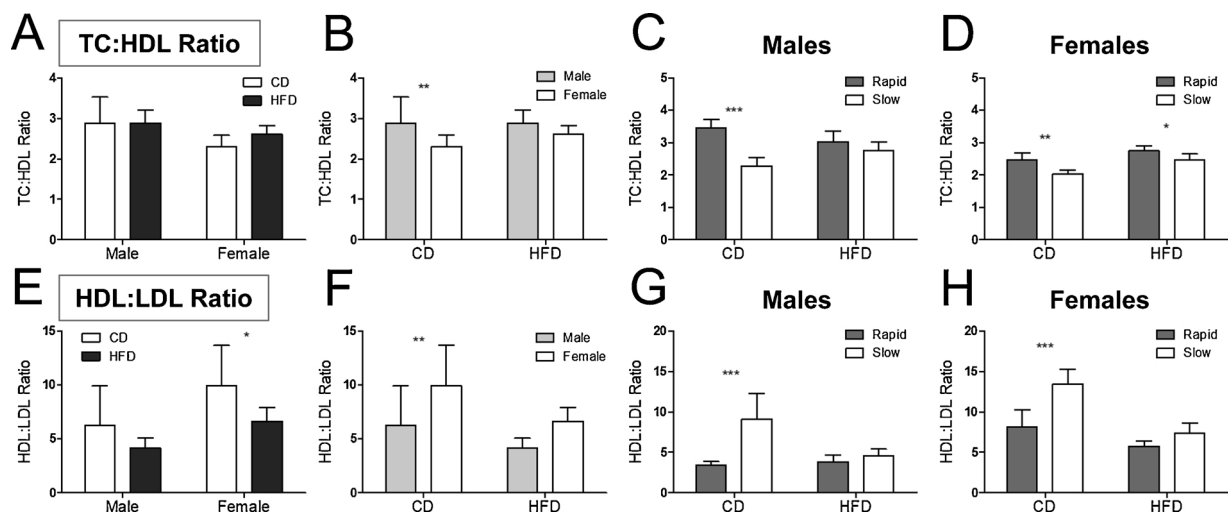 A
TC:HDL Ratio
TC:HDL Ratio
4
3
2
1
0
CD
HFD
Male
Female
B
TC:HDL Ratio
4
3
2
1
0
**
Male
Female
CD
HFD
C
Males
TC:HDL Ratio
5
4
3
2
1
0
***
Rapid
Slow
CD
HFD
D
Females
TC:HDL Ratio
5
4
3
2
1
0
**
*
Rapid
Slow
CD
HFD
E
HDL:LDL Ratio
HDL:LDL Ratio
15
10
5
0
CD
HFD
*
Male
Female
F
HDL:LDL Ratio
15
10
5
0
**
Male
Female
CD
HFD
G
Males
HDL:LDL Ratio
20
15
10
5
0
***
Rapid
Slow
CD
HFD
H
Females
HDL:LDL Ratio
20
15
10
5
0
***
Rapid
Slow
CD
HFD